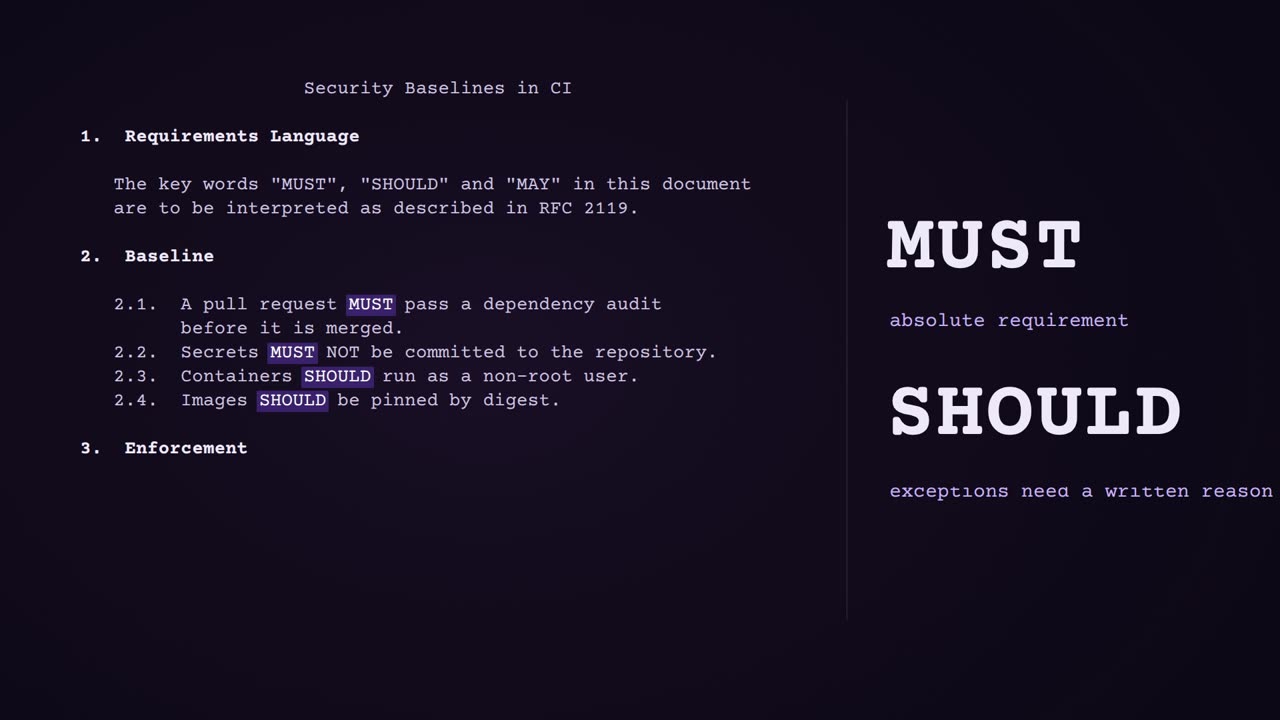 Security Baselines in CI
1. Requirements Language
The key words "MUST", "SHOULD" and "MAY" in this document
are to be interpreted as described in RFC 2119.
2. Baseline
2.1. A pull request MUST pass a dependency audit
before it is merged.
2.2. Secrets MUST NOT be committed to the repository.
2.3. Containers SHOULD run as a non-root user.
2.4. Images SHOULD be pinned by digest.
3. Enforcement
MUST
absolute requirement
SHOULD
exceptions need a written reason